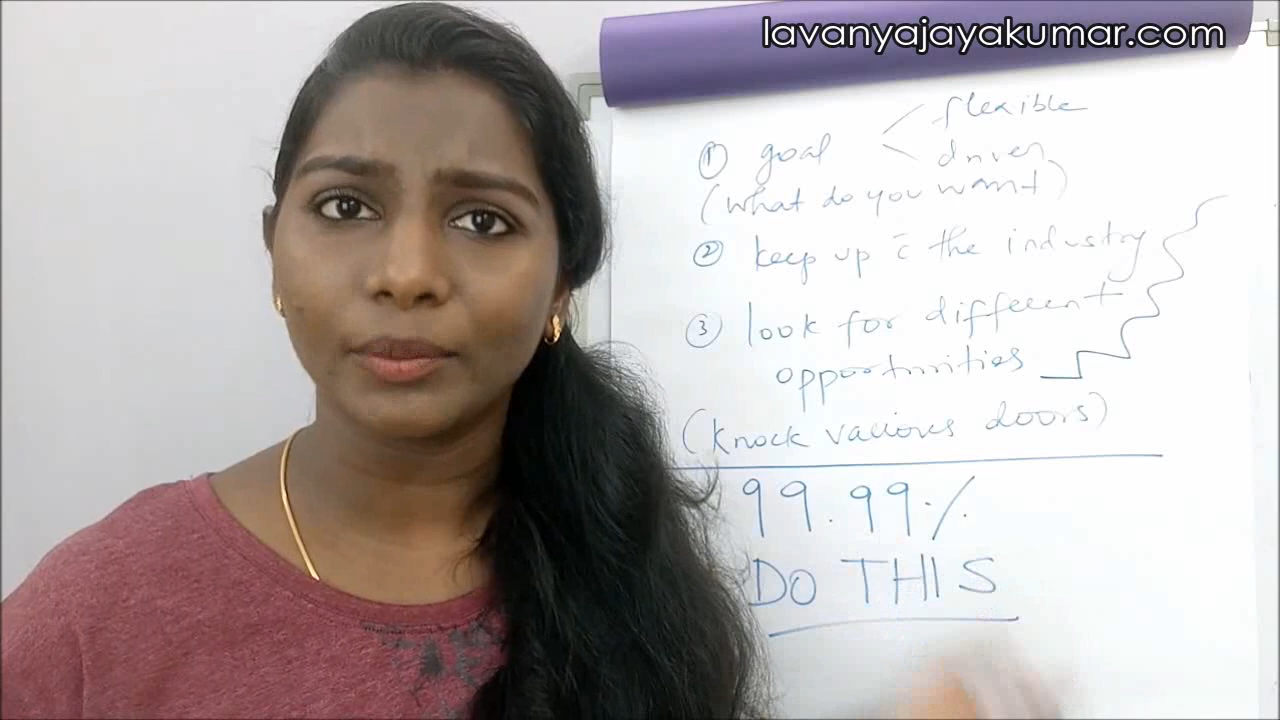 lavanyajayakumar.com
① goal < flexible
driven
(what do you want)
② keep up c̄ the industry
③ look for different
opportunities
(knock various doors)
99.99%
DO THIS